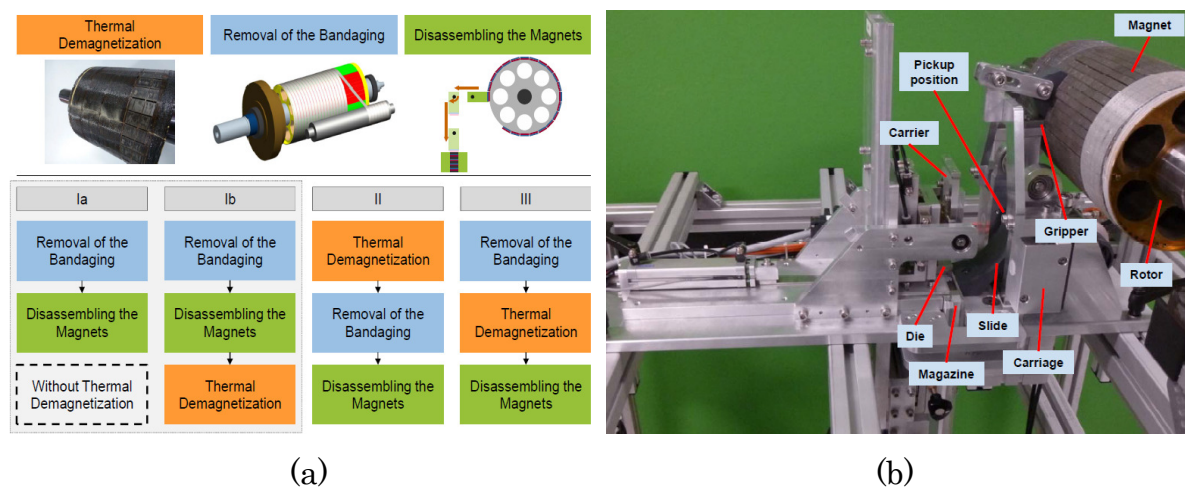 Thermal
Demagnetization
Removal of the Bandaging
Disassembling the Magnets
Ia
Ib
II
III
Removal of the
Bandaging
Removal of the
Bandaging
Thermal
Demagnetization
Removal of the
Bandaging
Disassembling the
Magnets
Disassembling the
Magnets
Removal of the
Bandaging
Thermal
Demagnetization
Without Thermal
Demagnetization
Thermal
Demagnetization
Disassembling the
Magnets
Disassembling the
Magnets
(a)
Magnet
Pickup
position
Carrier
Gripper
Rotor
Die
Slide
Magazine
Carriage
(b)